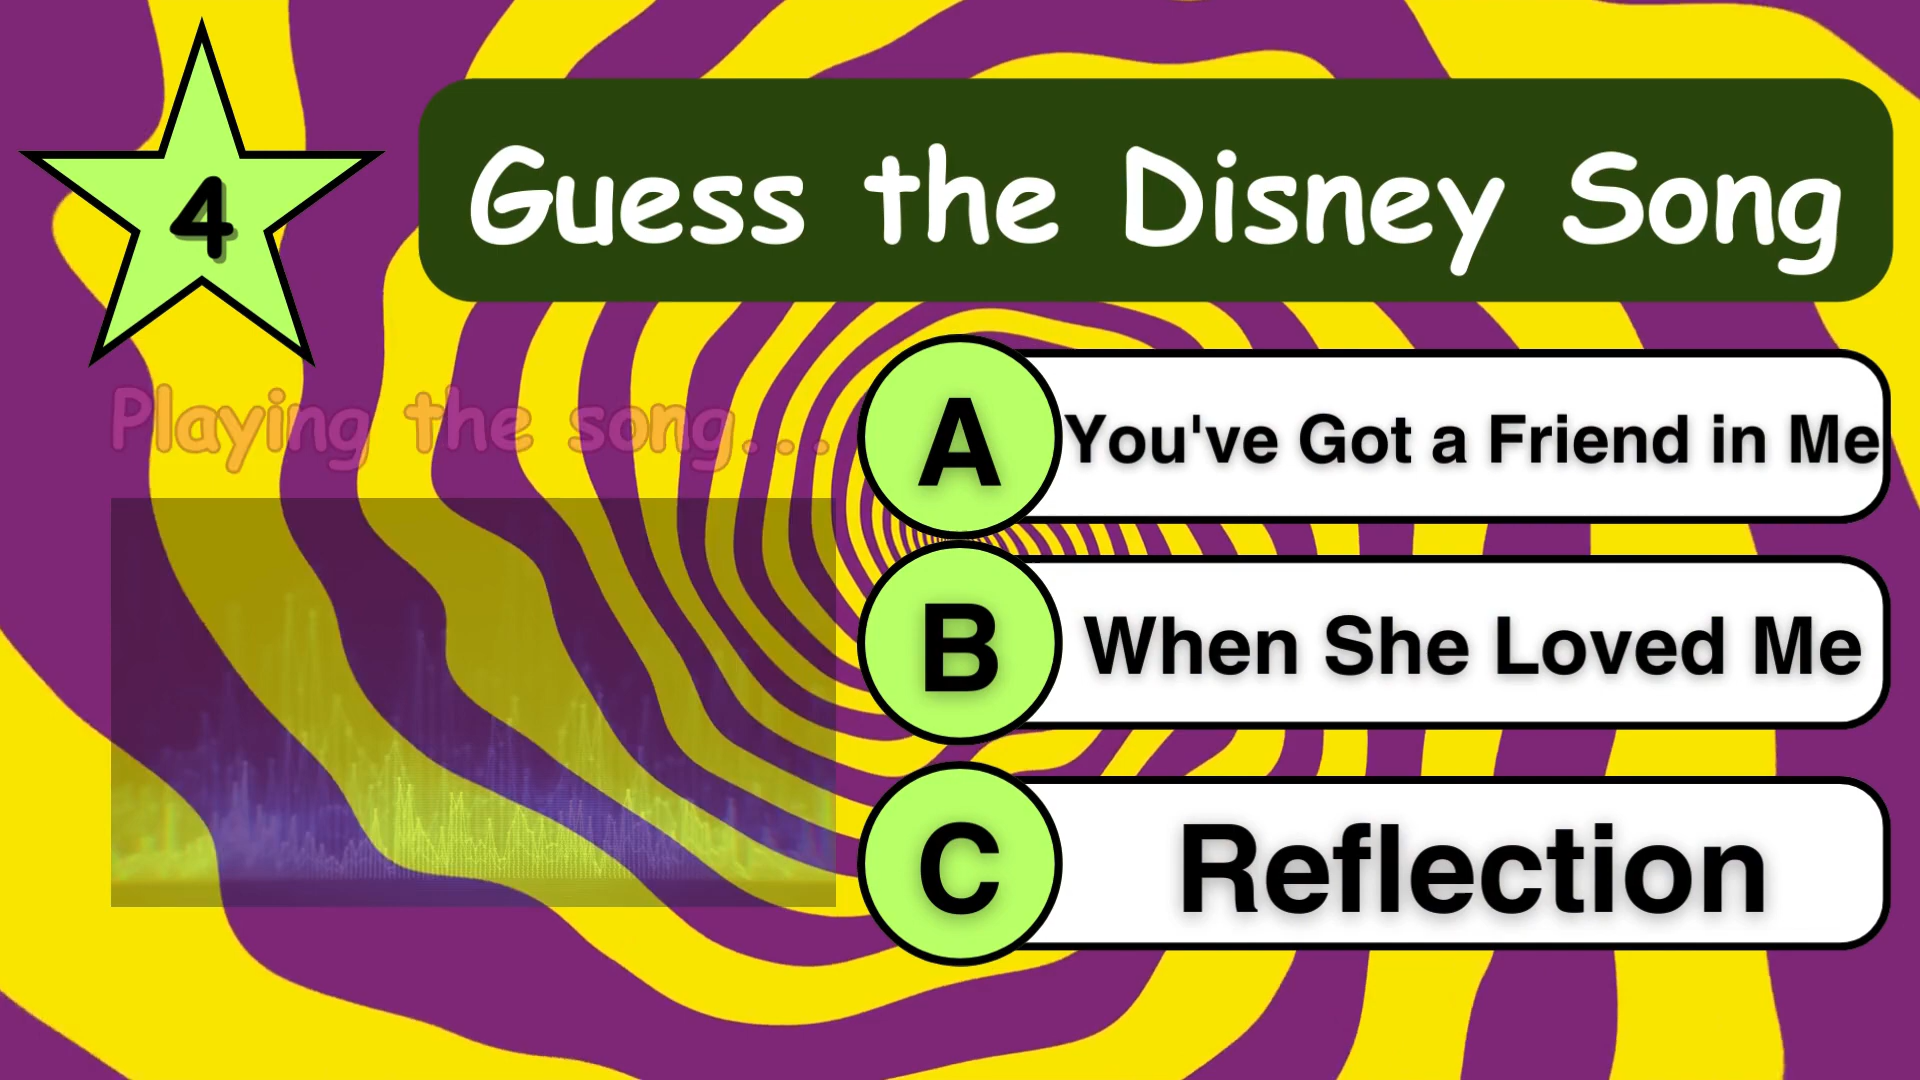 4
Guess the Disney Song
Playing the song...
A
You've Got a Friend in Me
B
When She Loved Me
C
Reflection